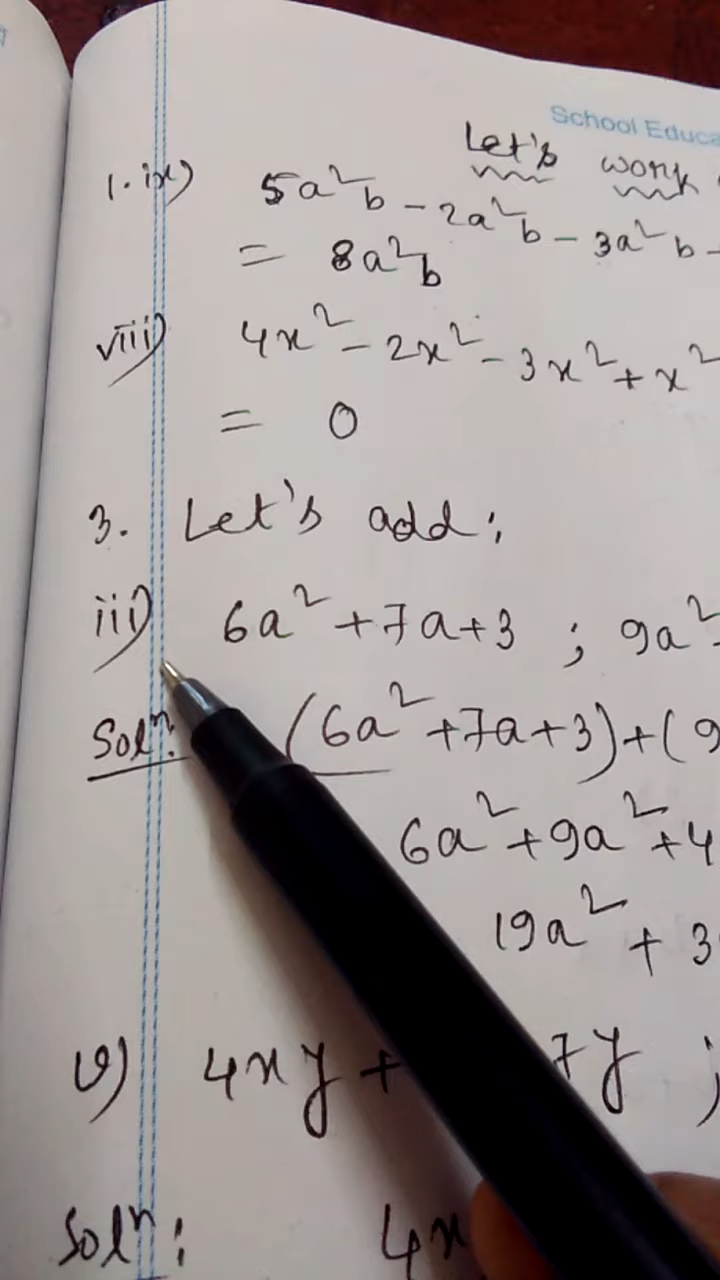 School Educa
Let's work
1. ix) 5a²b - 2a²b - 3a²b -
= 8a²b
viii) 4x² - 2x² - 3x² + x²
= 0
3. Let's add;
iii) 6a² + 7a + 3 ; 9a²
Solⁿ: (6a² + 7a + 3) + (9
6a² + 9a² + 4
19a² + 3
v) 4xy + 7y ;
Solⁿ: 4x